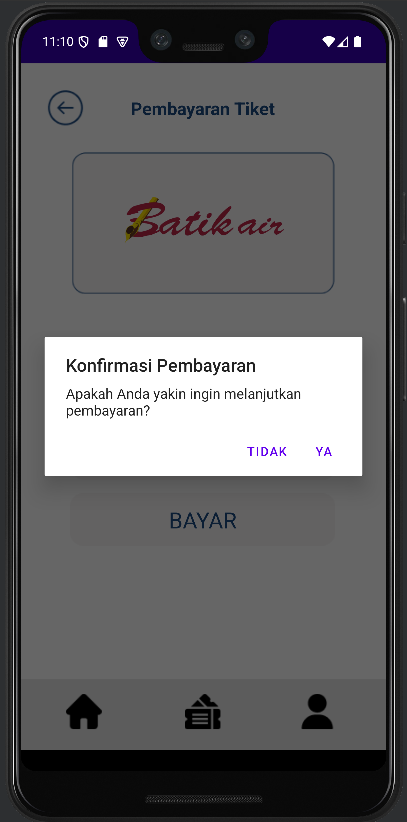 11:10
Pembayaran Tiket
Batik air
Konfirmasi Pembayaran
Apakah Anda yakin ingin melanjutkan
pembayaran?
TIDAK YA
BAYAR